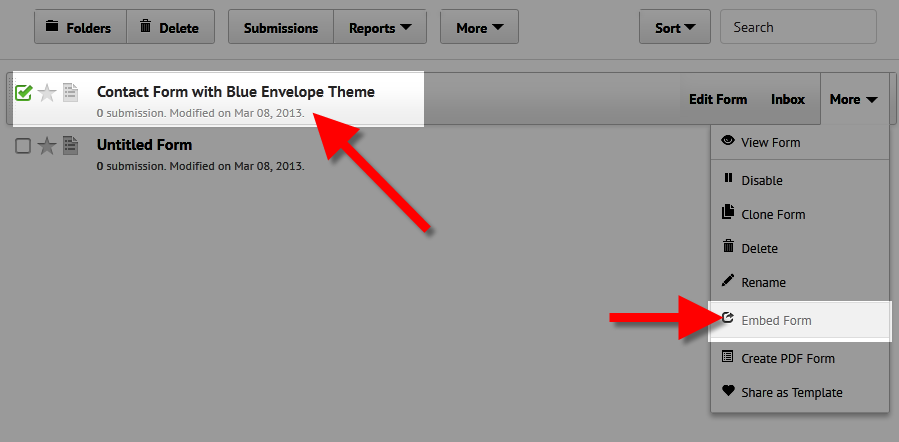 Folders Delete Submissions Reports More Sort Search
Contact Form with Blue Envelope Theme
0 submission. Modified on Mar 08, 2013.
Edit Form Inbox More
Untitled Form
0 submission. Modified on Mar 08, 2013.
View Form
Disable
Clone Form
Delete
Rename
Embed Form
Create PDF Form
Share as Template